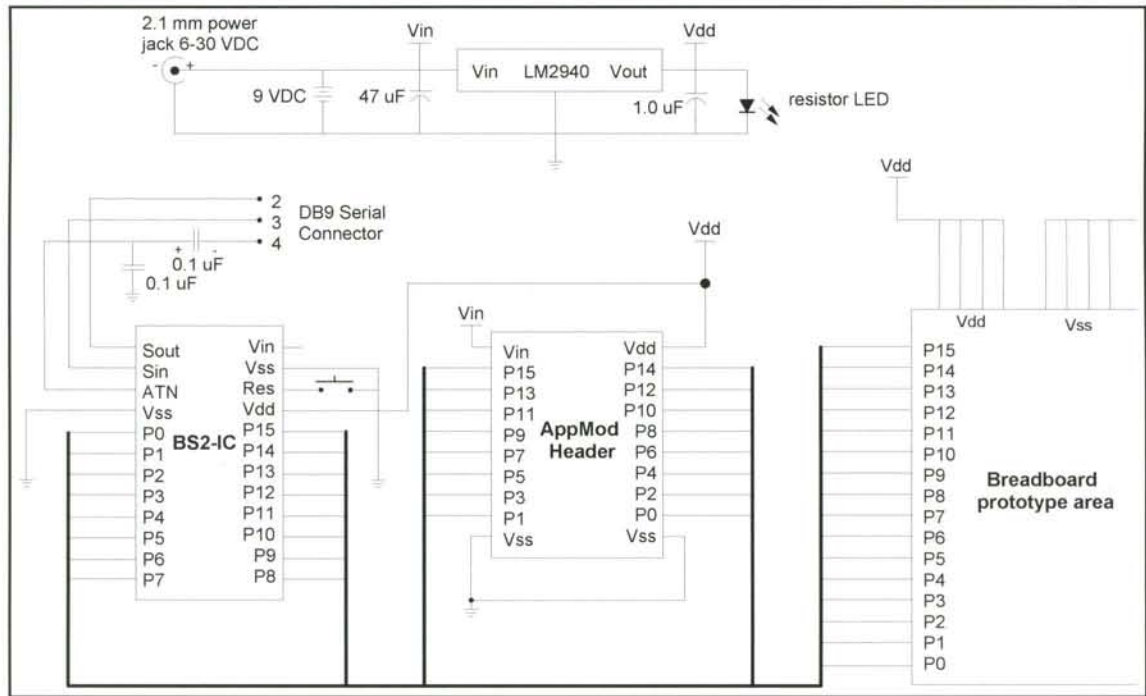 2.1 mm power
jack 6-30 VDC
- +
9 VDC
Vin
47 uF
Vin LM2940 Vout
Vdd
1.0 uF
resistor LED
2
3
4
DB9 Serial
Connector
+ -
0.1 uF
0.1 uF
Sout
Sin
ATN
Vss
P0
P1
P2
P3
P4
P5
P6
P7
BS2-IC
Vin
Vss
Res
Vdd
P15
P14
P13
P12
P11
P10
P9
P8
Vin
Vdd
Vin
P15
P13
P11
P9
P7
P5
P3
P1
Vss
AppMod
Header
Vdd
P14
P12
P10
P8
P6
P4
P2
P0
Vss
Vdd
Vdd
Vss
P15
P14
P13
P12
P11
P10
P9
P8
P7
P6
P5
P4
P3
P2
P1
P0
Breadboard
prototype area